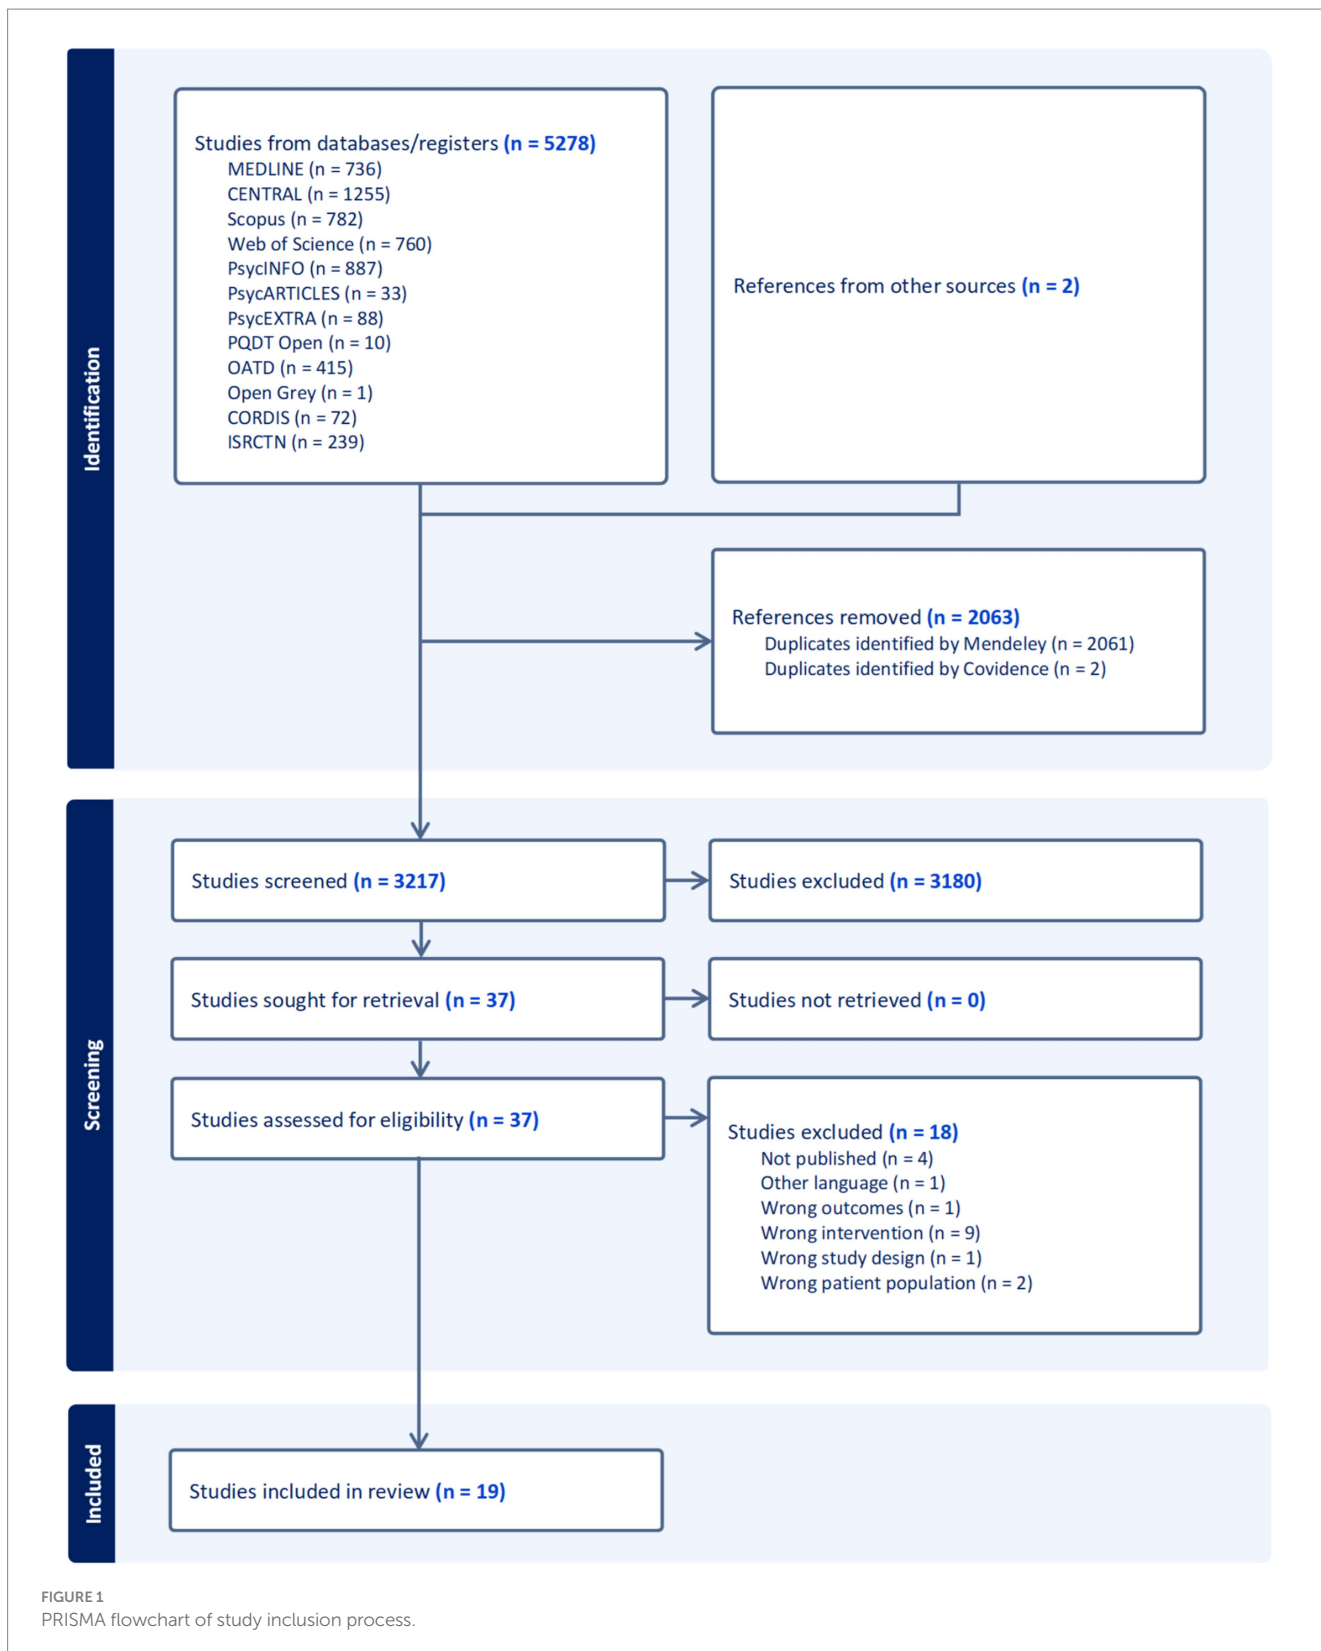 Identification
Studies from databases/registers (n = 5278)
MEDLINE (n = 736)
CENTRAL (n = 1255)
Scopus (n = 782)
Web of Science (n = 760)
PsycINFO (n = 887)
PsycARTICLES (n = 33)
PsycEXTRA (n = 88)
PQDT Open (n = 10)
OATD (n = 415)
Open Grey (n = 1)
CORDIS (n = 72)
ISRCTN (n = 239)
References from other sources (n = 2)
References removed (n = 2063)
Duplicates identified by Mendeley (n = 2061)
Duplicates identified by Covidence (n = 2)
Screening
Studies screened (n = 3217)
Studies excluded (n = 3180)
Studies sought for retrieval (n = 37)
Studies not retrieved (n = 0)
Studies assessed for eligibility (n = 37)
Studies excluded (n = 18)
Not published (n = 4)
Other language (n = 1)
Wrong outcomes (n = 1)
Wrong intervention (n = 9)
Wrong study design (n = 1)
Wrong patient population (n = 2)
Included
Studies included in review (n = 19)
FIGURE 1
PRISMA flowchart of study inclusion process.